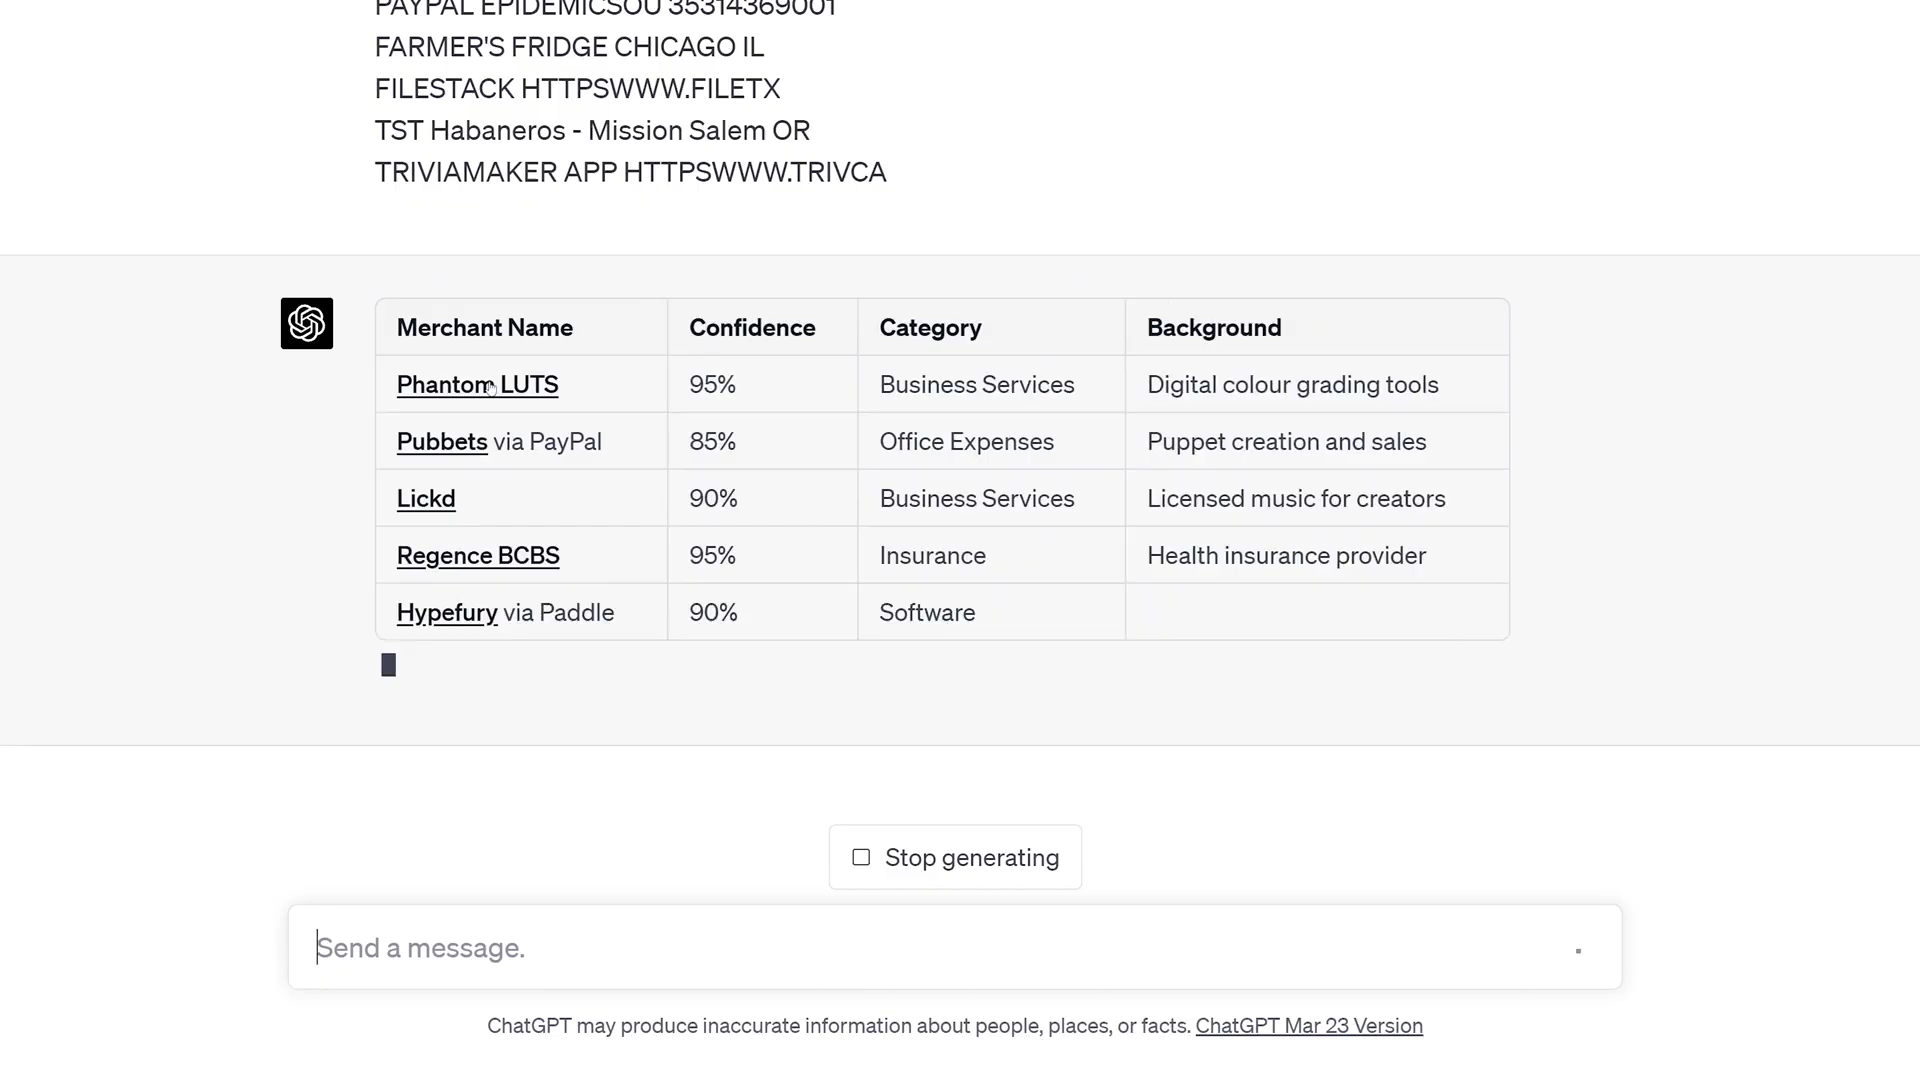 PAYPAL EPIDEMICSOU 35314369001
FARMER'S FRIDGE CHICAGO IL
FILESTACK HTTPSWWW.FILETX
TST Habaneros - Mission Salem OR
TRIVIAMAKER APP HTTPSWWW.TRIVCA
Merchant Name Confidence Category Background
Phantom LUTS 95% Business Services Digital colour grading tools
Pubbets via PayPal 85% Office Expenses Puppet creation and sales
Lickd 90% Business Services Licensed music for creators
Regence BCBS 95% Insurance Health insurance provider
Hypefury via Paddle 90% Software
Stop generating
Send a message.
ChatGPT may produce inaccurate information about people, places, or facts. ChatGPT Mar 23 Version